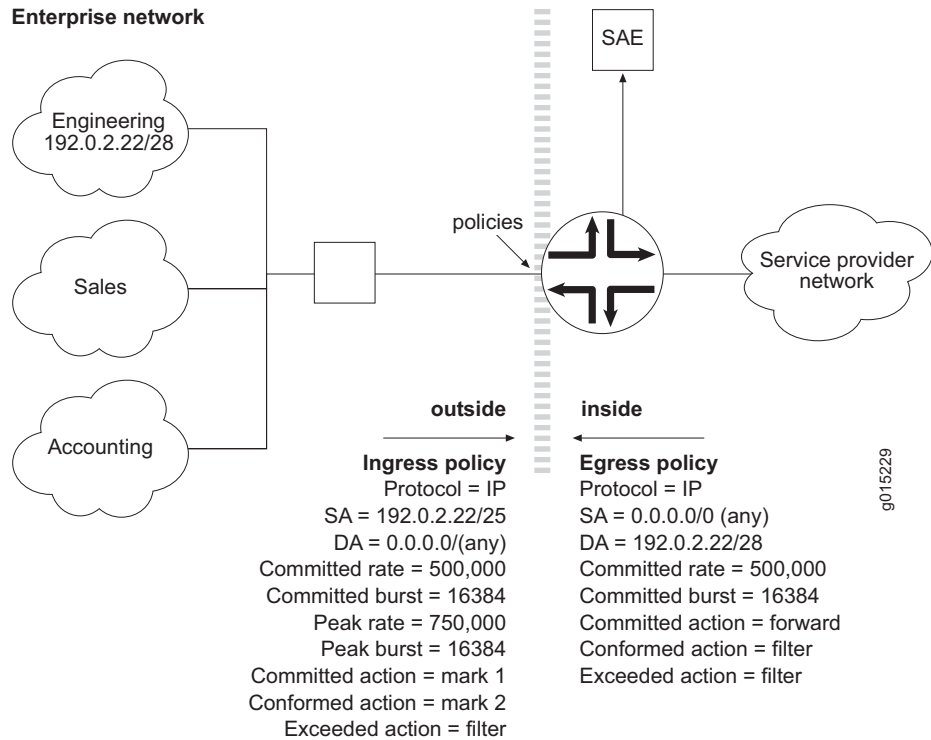 Enterprise network
SAE
Engineering
192.0.2.22/28
policies
Sales
Service provider
network
Accounting
outside
inside
Ingress policy
Protocol = IP
SA = 192.0.2.22/25
DA = 0.0.0.0/(any)
Committed rate = 500,000
Committed burst = 16384
Peak rate = 750,000
Peak burst = 16384
Committed action = mark 1
Conformed action = mark 2
Exceeded action = filter
Egress policy
Protocol = IP
SA = 0.0.0.0/0 (any)
DA = 192.0.2.22/28
Committed rate = 500,000
Committed burst = 16384
Committed action = forward
Conformed action = filter
Exceeded action = filter
g015229